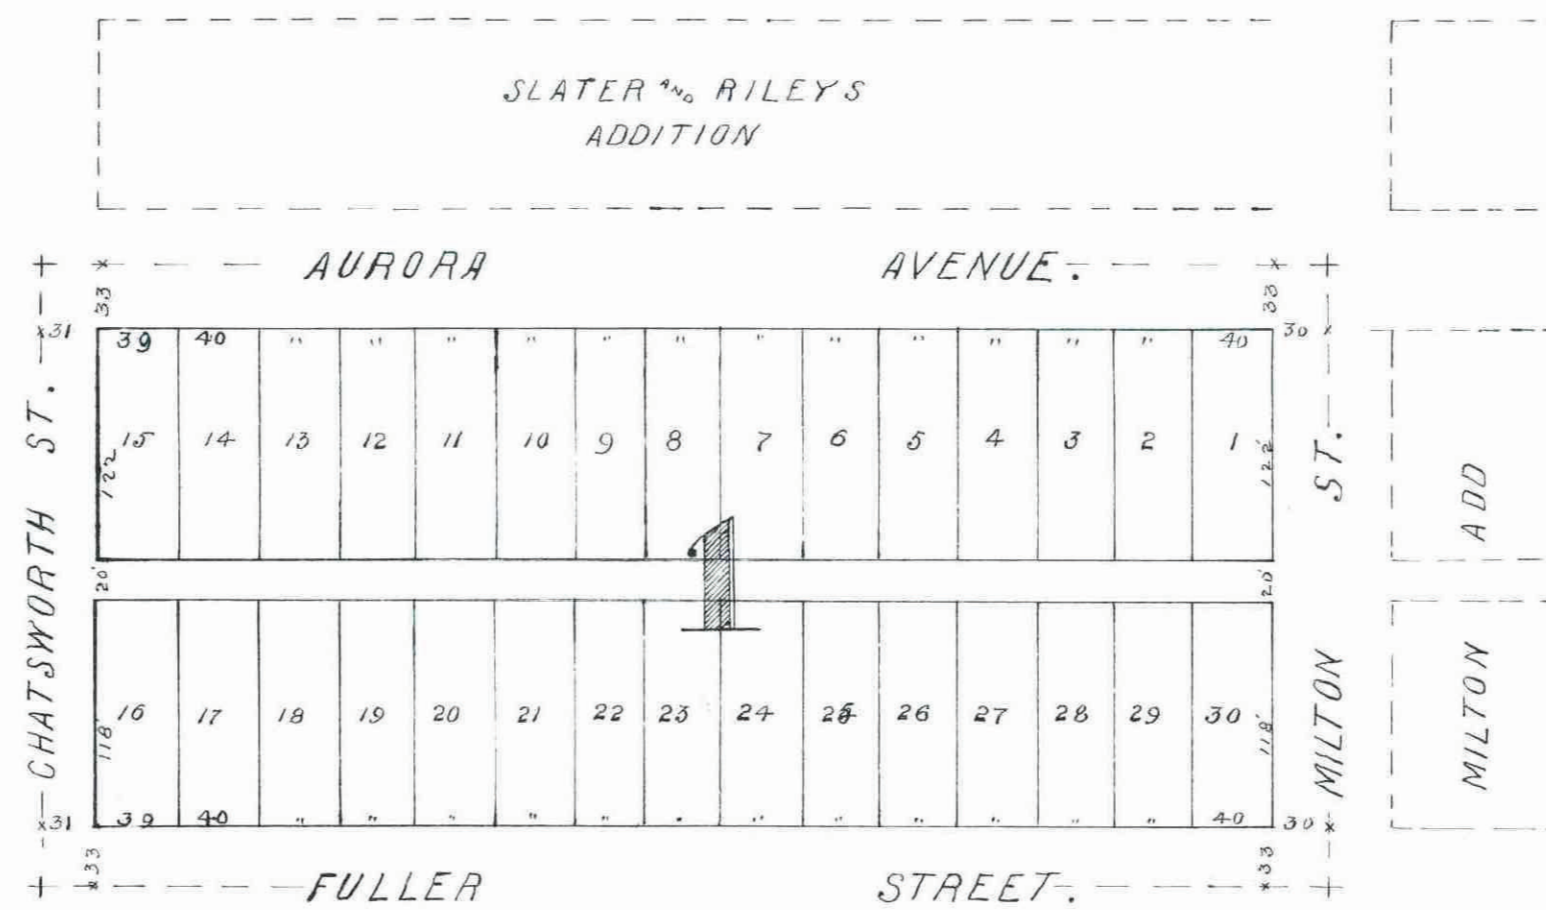 SLATER AND RILEYS
ADDITION
AURORA AVENUE.
33 33
31 30
39 40 " " " " " " " " " " " " 40
15 14 13 12 11 10 9 8 7 6 5 4 3 2 1
122 122'
20' 20'
16 17 18 19 20 21 22 23 24 25 26 27 28 29 30
118' 118'
39 40 " " " " " " " " " " " " 40
31 30
33 33
FULLER STREET.
CHATSWORTH ST.
MILTON ST.
MILTON ADD